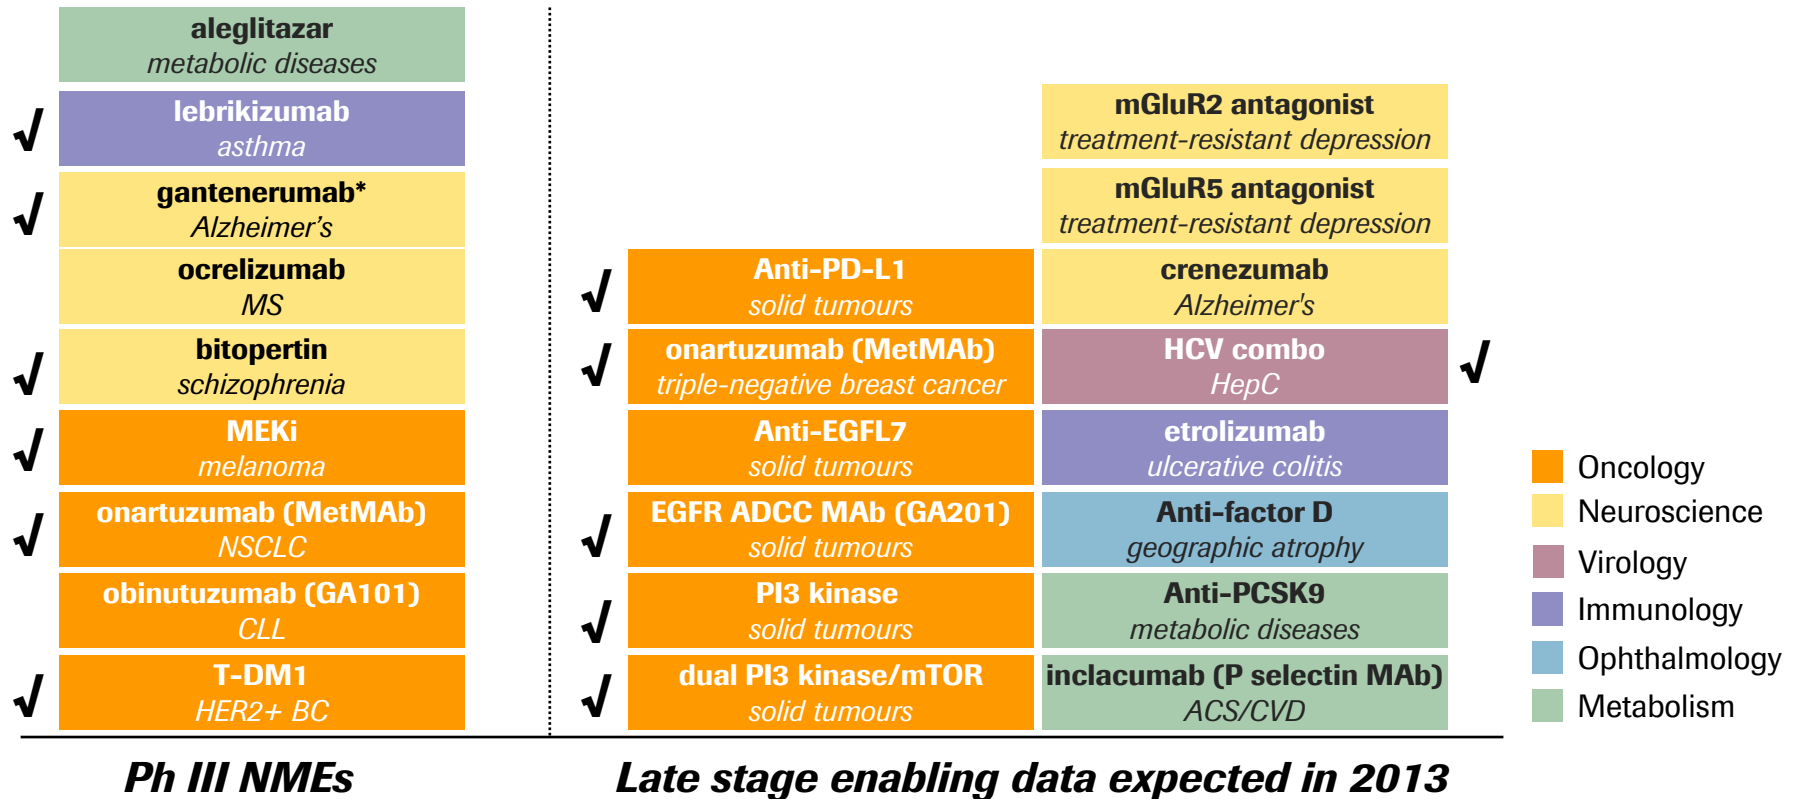 aleglitazar
metabolic diseases
√
lebrikizumab
asthma
√
gantenerumab*
Alzheimer’s
ocrelizumab
MS
√
bitopertin
schizophrenia
√
MEKi
melanoma
√
onartuzumab (MetMAb)
NSCLC
obinutuzumab (GA101)
CLL
√
T-DM1
HER2+ BC
Ph III NMEs
√
Anti-PD-L1
solid tumours
√
onartuzumab (MetMAb)
triple-negative breast cancer
Anti-EGFL7
solid tumours
√
EGFR ADCC MAb (GA201)
solid tumours
√
PI3 kinase
solid tumours
√
dual PI3 kinase/mTOR
solid tumours
mGluR2 antagonist
treatment-resistant depression
mGluR5 antagonist
treatment-resistant depression
crenezumab
Alzheimer's
HCV combo
HepC
√
etrolizumab
ulcerative colitis
Anti-factor D
geographic atrophy
Anti-PCSK9
metabolic diseases
inclacumab (P selectin MAb)
ACS/CVD
Late stage enabling data expected in 2013
Oncology
Neuroscience
Virology
Immunology
Ophthalmology
Metabolism